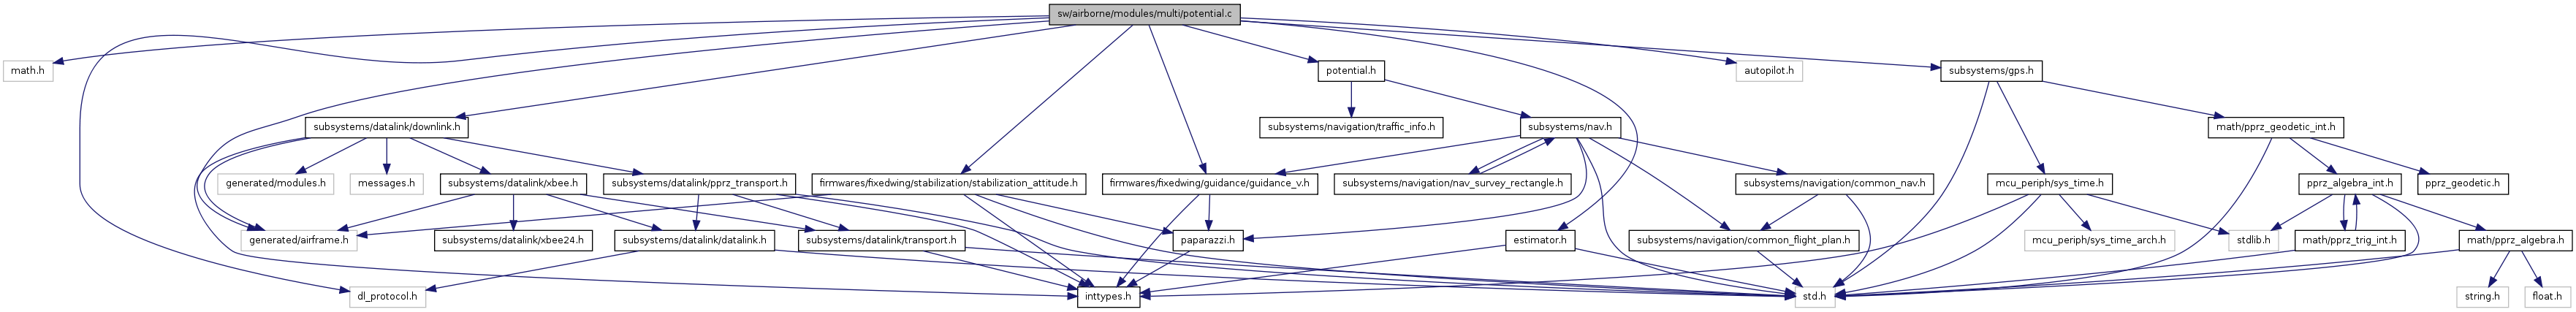 sw/airborne/modules/multi/potential.c
math.h
potential.h
autopilot.h
subsystems/gps.h
subsystems/datalink/downlink.h
subsystems/navigation/traffic_info.h
subsystems/nav.h
math/pprz_geodetic_int.h
generated/modules.h
messages.h
subsystems/datalink/xbee.h
subsystems/datalink/pprz_transport.h
firmwares/fixedwing/stabilization/stabilization_attitude.h
firmwares/fixedwing/guidance/guidance_v.h
subsystems/navigation/nav_survey_rectangle.h
subsystems/navigation/common_nav.h
mcu_periph/sys_time.h
pprz_algebra_int.h
pprz_geodetic.h
generated/airframe.h
subsystems/datalink/xbee24.h
subsystems/datalink/datalink.h
subsystems/datalink/transport.h
paparazzi.h
estimator.h
subsystems/navigation/common_flight_plan.h
mcu_periph/sys_time_arch.h
stdlib.h
math/pprz_trig_int.h
math/pprz_algebra.h
dl_protocol.h
inttypes.h
std.h
string.h
float.h